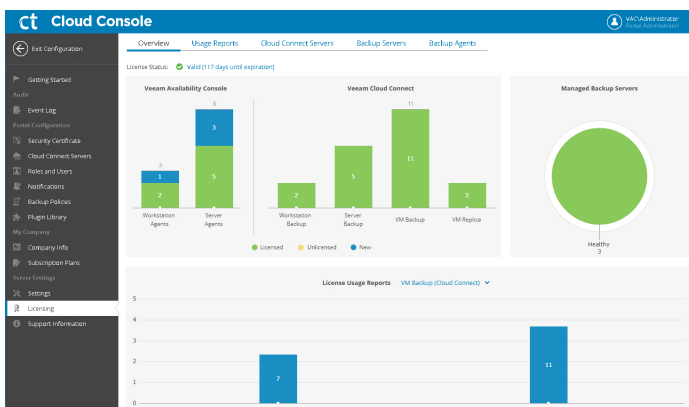 ct Cloud Console
VAC\Administrator
Portal Administrator
Exit Configuration
Overview Usage Reports Cloud Connect Servers Backup Servers Backup Agents
License Status: Valid (117 days until expiration)
Getting Started
Audit
Event Log
Portal Configuration
Security Certificate
Cloud Connect Servers
Roles and Users
Notifications
Backup Policies
Plugin Library
My Company
Company Info
Subscription Plans
Server Settings
Settings
Licensing
Support Information
Veeam Availability Console
3
1
2
8
3
5
Workstation Agents
Server Agents
Veeam Cloud Connect
2
5
11
11
2
Workstation Backup
Server Backup
VM Backup
VM Replica
Licensed Unlicensed New
Managed Backup Servers
Healthy
3
License Usage Reports VM Backup (Cloud Connect)
5
4
3
2
1
0
7
11